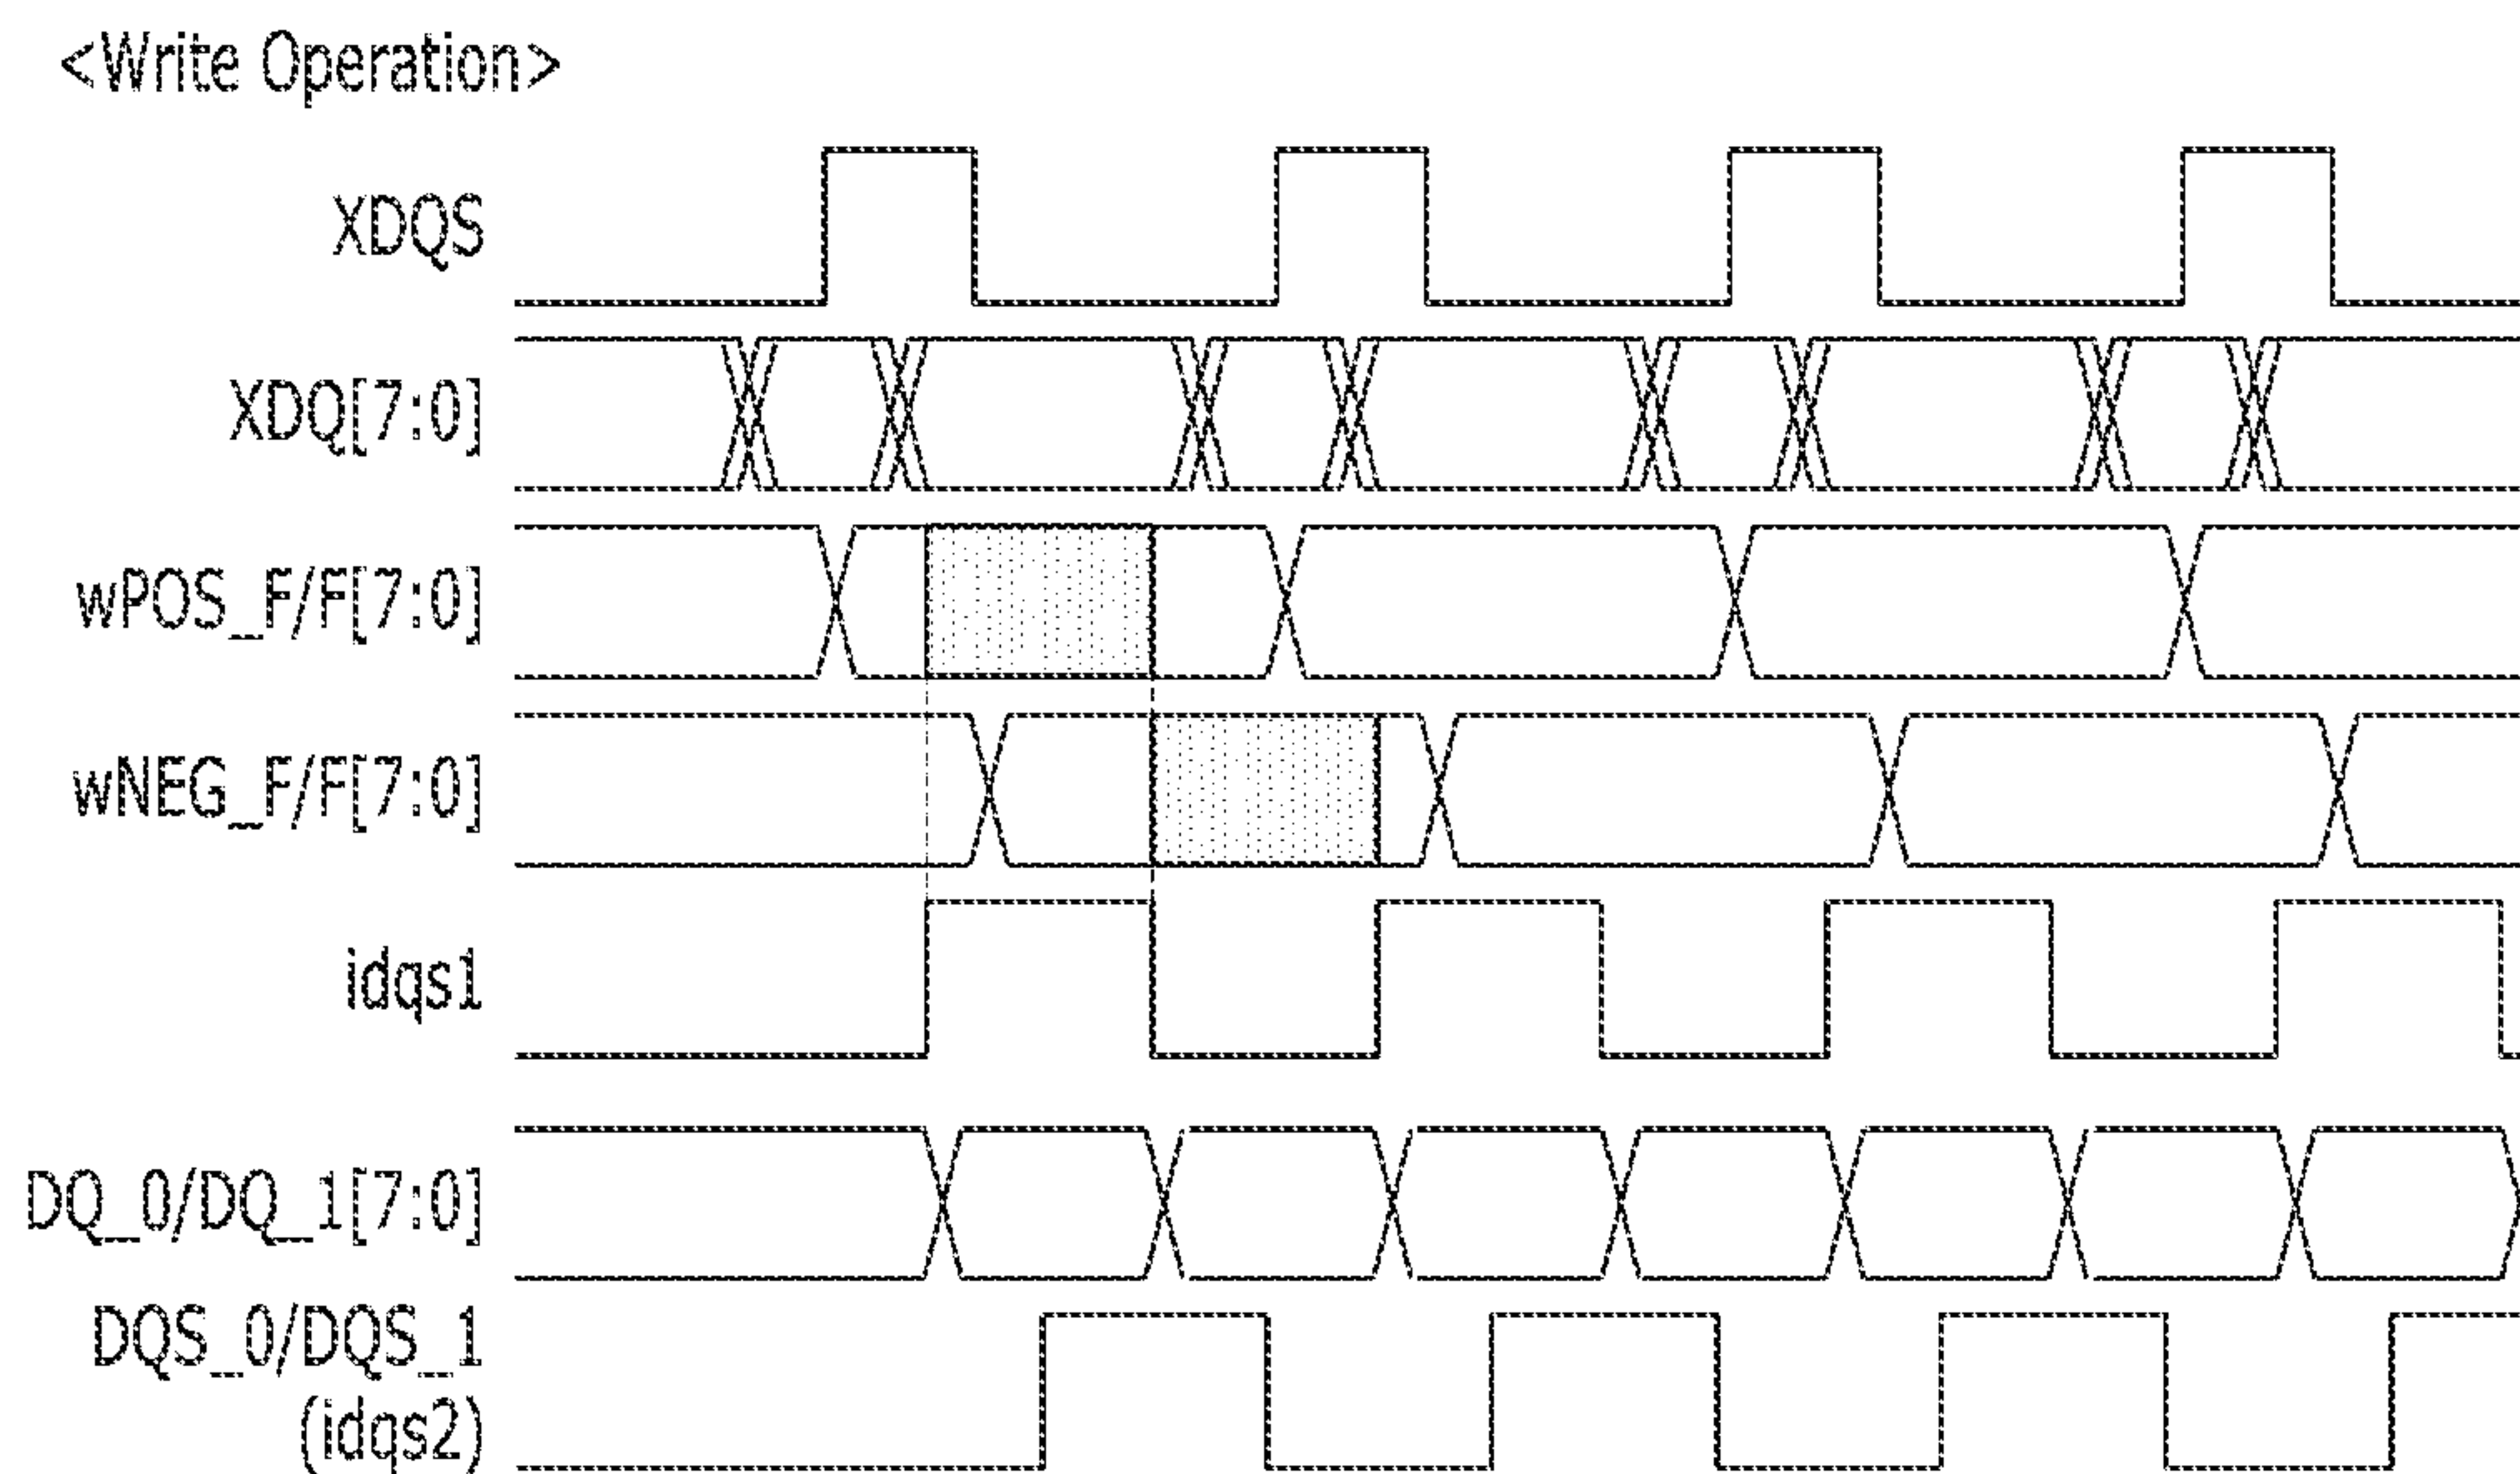 <Write Operation>
XDQS
XDQ[7:0]
wPOS_F/F[7:0]
wNEG_F/F[7:0]
idqs1
DQ_0/DQ_1[7:0]
DQS_0/DQS_1
(idqs2)